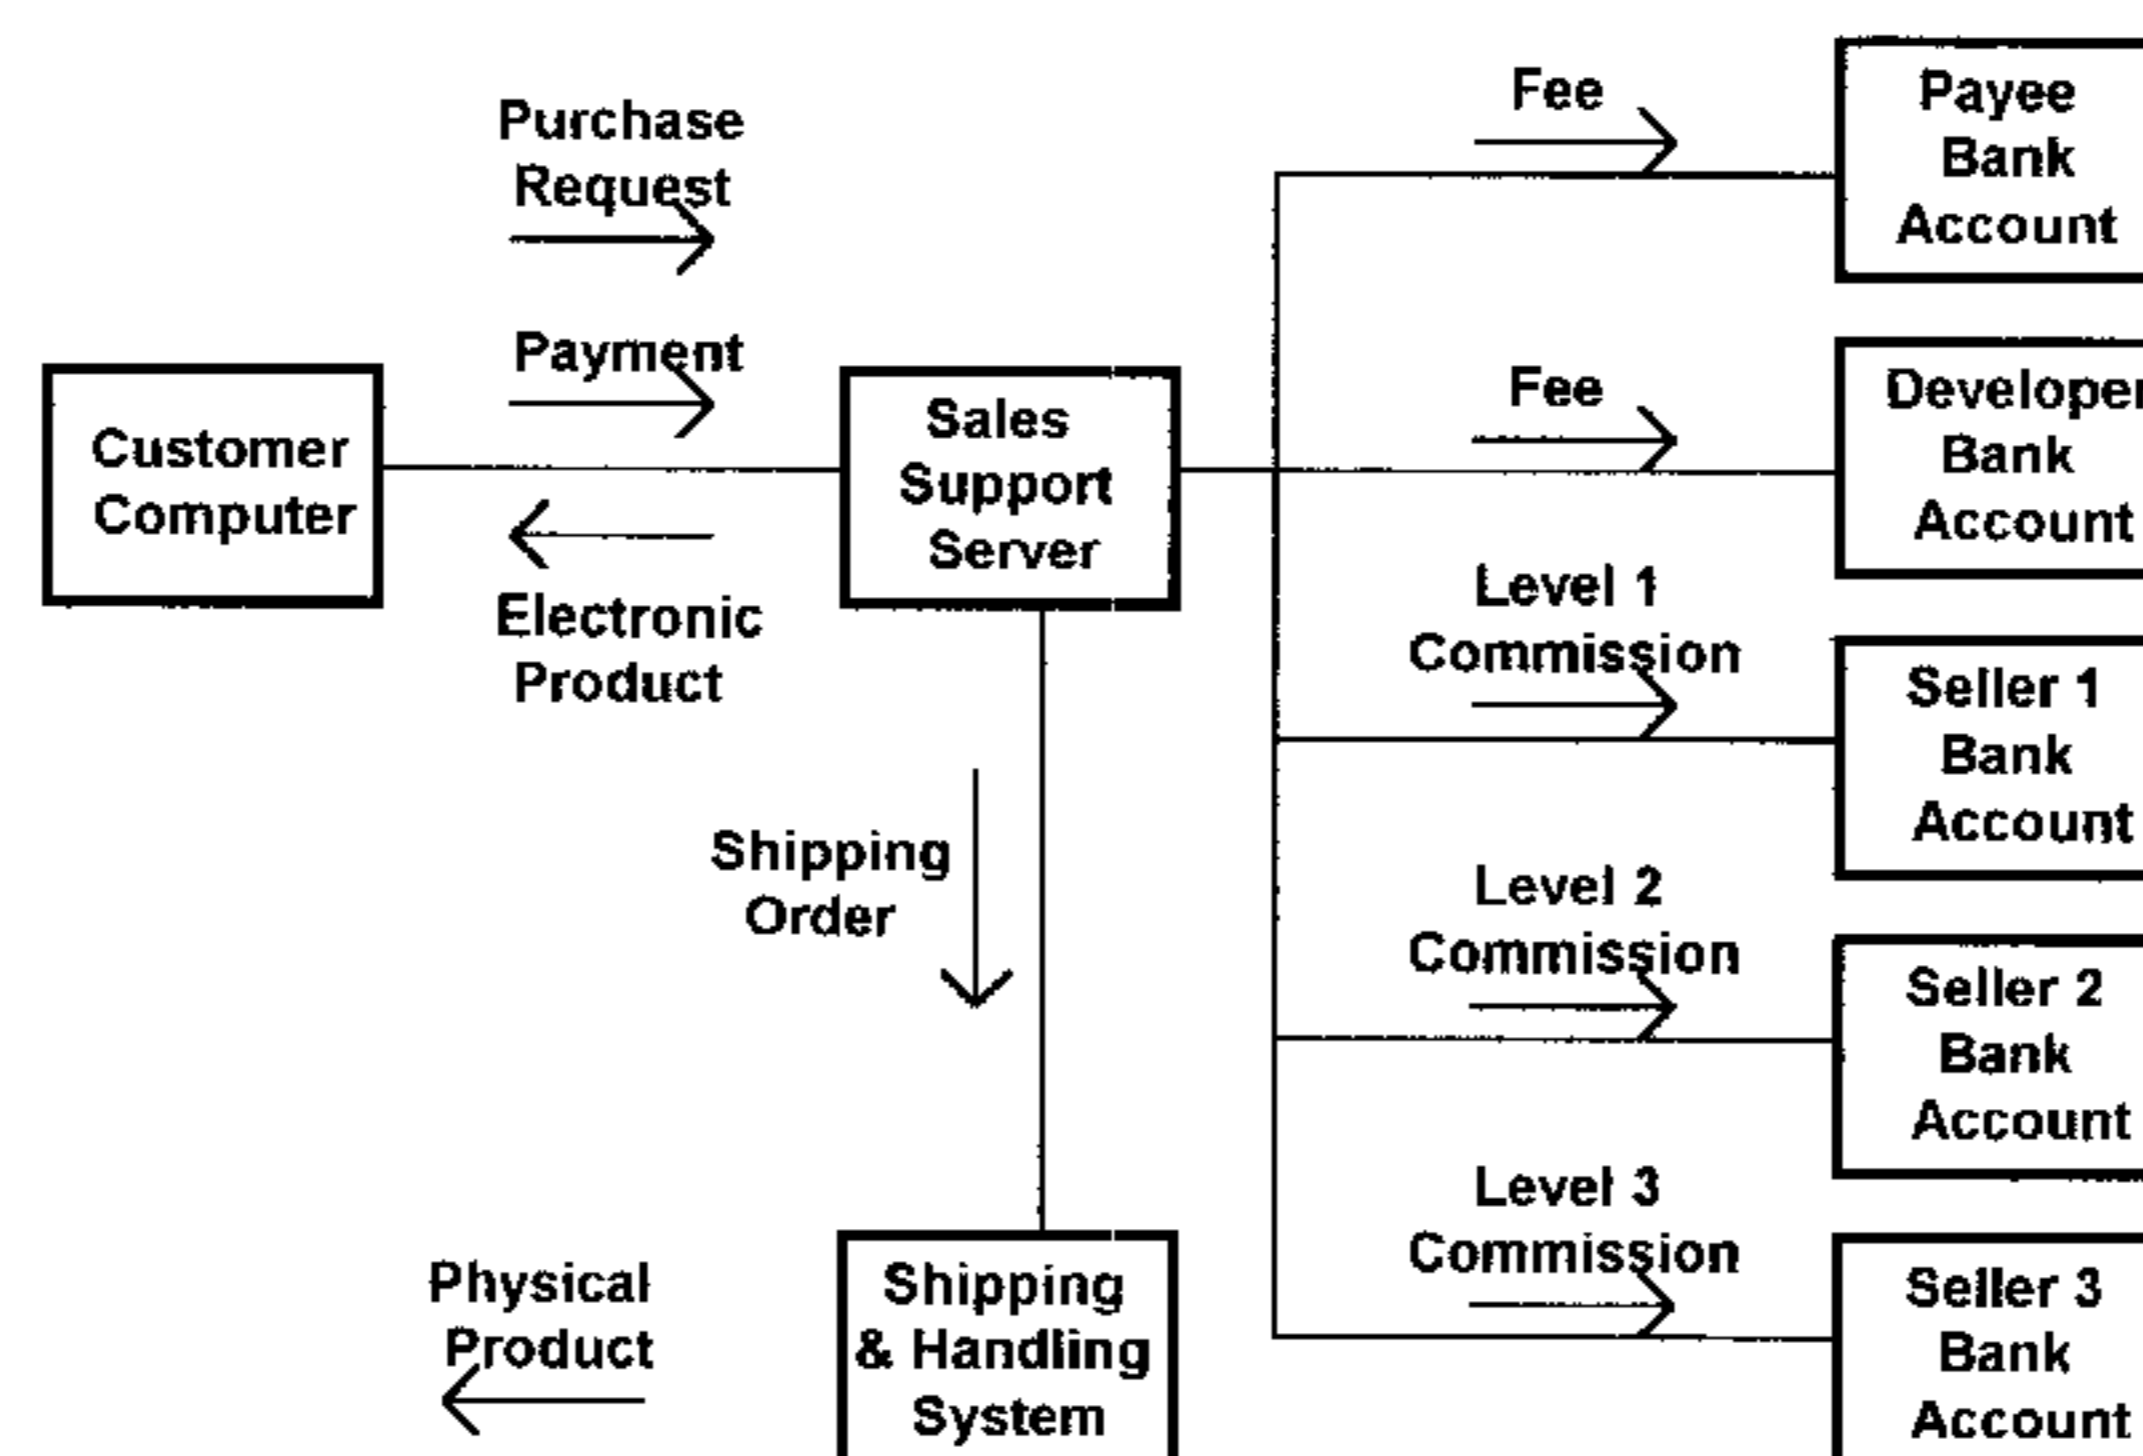 Purchase
Request
Payment
Customer
Computer
Electronic
Product
Sales
Support
Server
Shipping
Order
Physical
Product
Shipping
& Handling
System
Fee
Payee
Bank
Account
Fee
Developer
Bank
Account
Level 1
Commission
Seller 1
Bank
Account
Level 2
Commission
Seller 2
Bank
Account
Level 3
Commission
Seller 3
Bank
Account